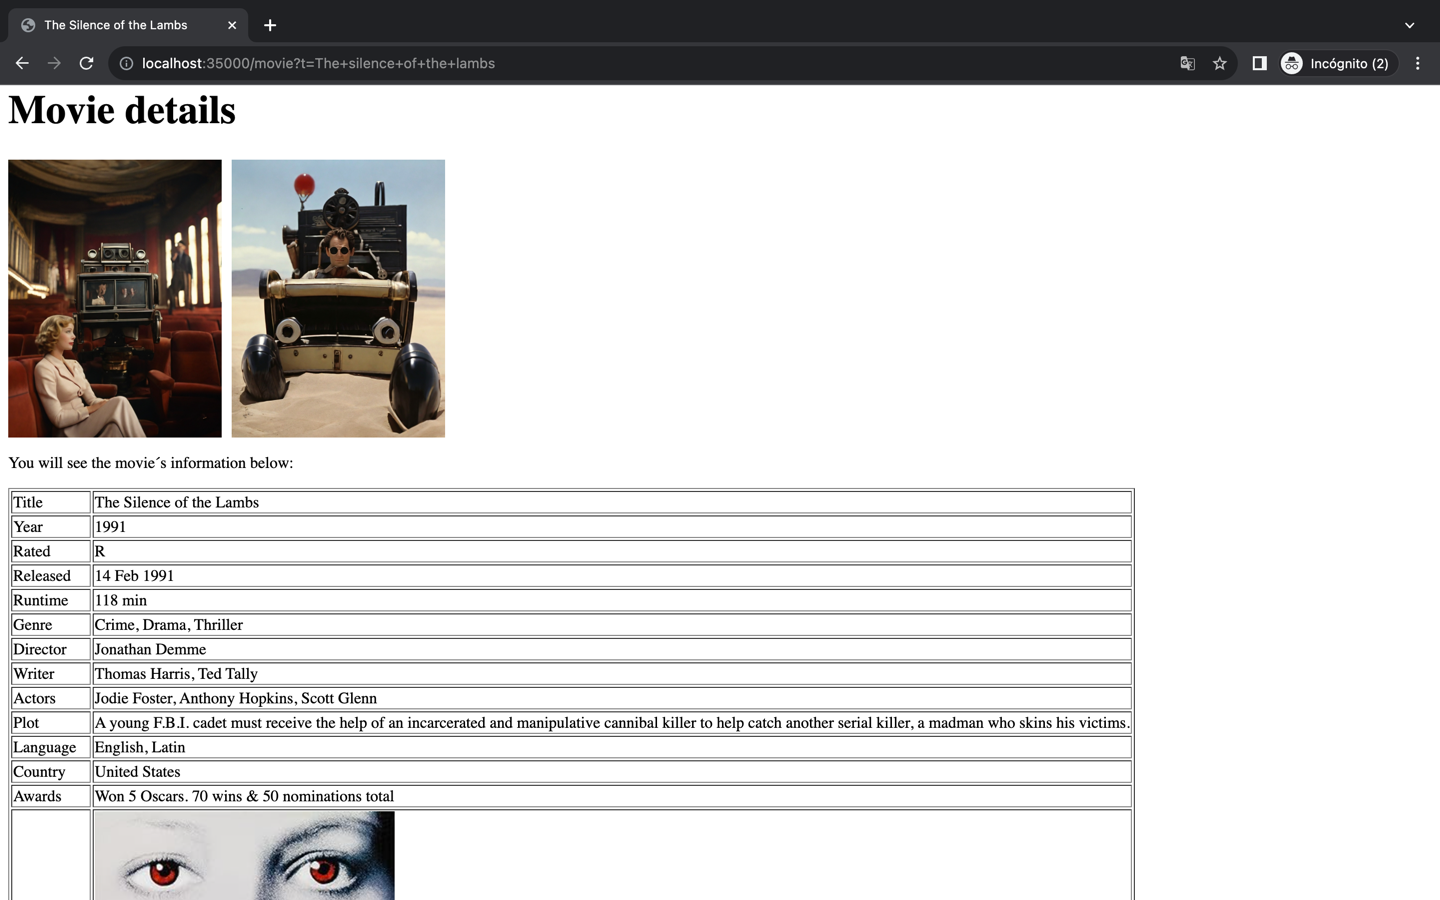 The Silence of the Lambs
localhost:35000/movie?t=The+silence+of+the+lambs
Incógnito (2)
Movie details
You will see the movie´s information below:
Title The Silence of the Lambs
Year 1991
Rated R
Released 14 Feb 1991
Runtime 118 min
Genre Crime, Drama, Thriller
Director Jonathan Demme
Writer Thomas Harris, Ted Tally
Actors Jodie Foster, Anthony Hopkins, Scott Glenn
Plot A young F.B.I. cadet must receive the help of an incarcerated and manipulative cannibal killer to help catch another serial killer, a madman who skins his victims.
Language English, Latin
Country United States
Awards Won 5 Oscars. 70 wins & 50 nominations total